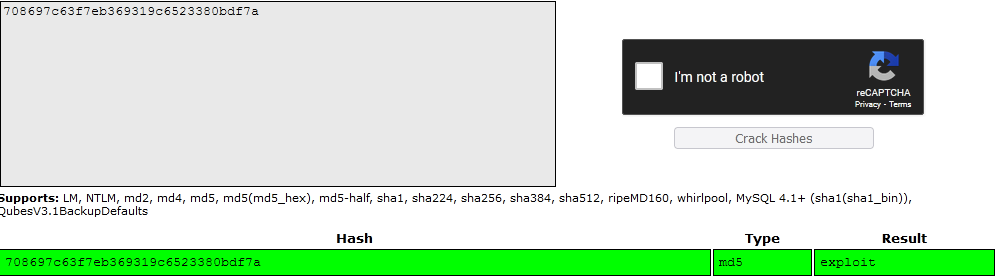 708697c63f7eb369319c6523380bdf7a
I'm not a robot
reCAPTCHA
Privacy - Terms
Crack Hashes
Supports: LM, NTLM, md2, md4, md5, md5(md5_hex), md5-half, sha1, sha224, sha256, sha384, sha512, ripeMD160, whirlpool, MySQL 4.1+ (sha1(sha1_bin)),
QubesV3.1BackupDefaults
Hash Type Result
708697c63f7eb369319c6523380bdf7a md5 exploit